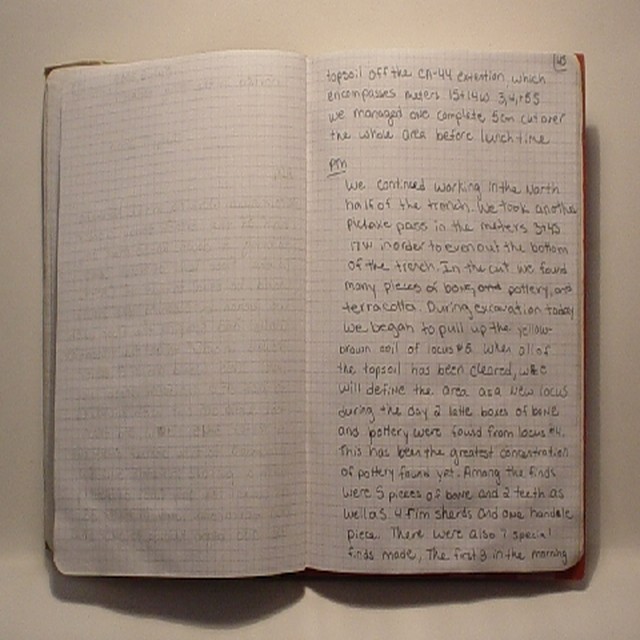 43
topsoil off the CA-44 extention, which
encompasses meters 15+14W 3,4,+5S
we managed one complete 5cm cut over
the whole area before lunchtime
PM
We continued working in the North
half of the trench. We took another
pickaxe pass in the meters 3+4S
17W in order to even out the bottom
of the trench. In the cut we found
many pieces of bone, and pottery, and
terracotta. During excavation today
we began to pull up the yellow
brown soil of locus #5. When all of
the topsoil has been cleared, we
will define the area as a new locus
during the day 2 latte boxes of bone
and pottery were found from locus #4.
This has been the greatest concentration
of pottery found yet. Among the finds
were 5 pieces of bone and 2 teeth as
well as 4 rim sherds and one handle
piece. There were also 7 special
finds made, The first 3 in the morning